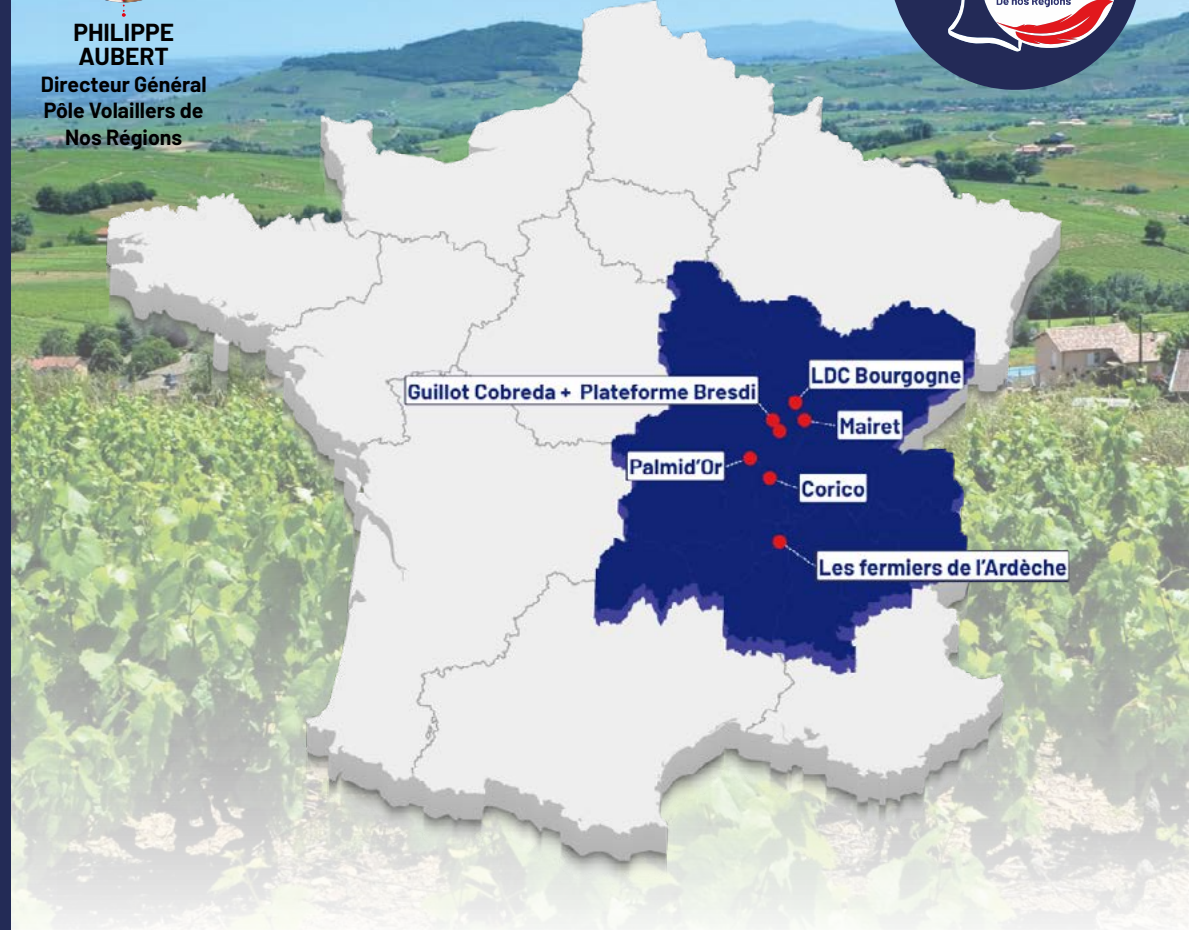 De nos Régions
PHILIPPE
AUBERT
Directeur Général
Pôle Volaillers de
Nos Régions
LDC Bourgogne
Guillot Cobreda + Plateforme Bresdi
Mairet
Palmid'Or
Corico
Les fermiers de l'Ardèche